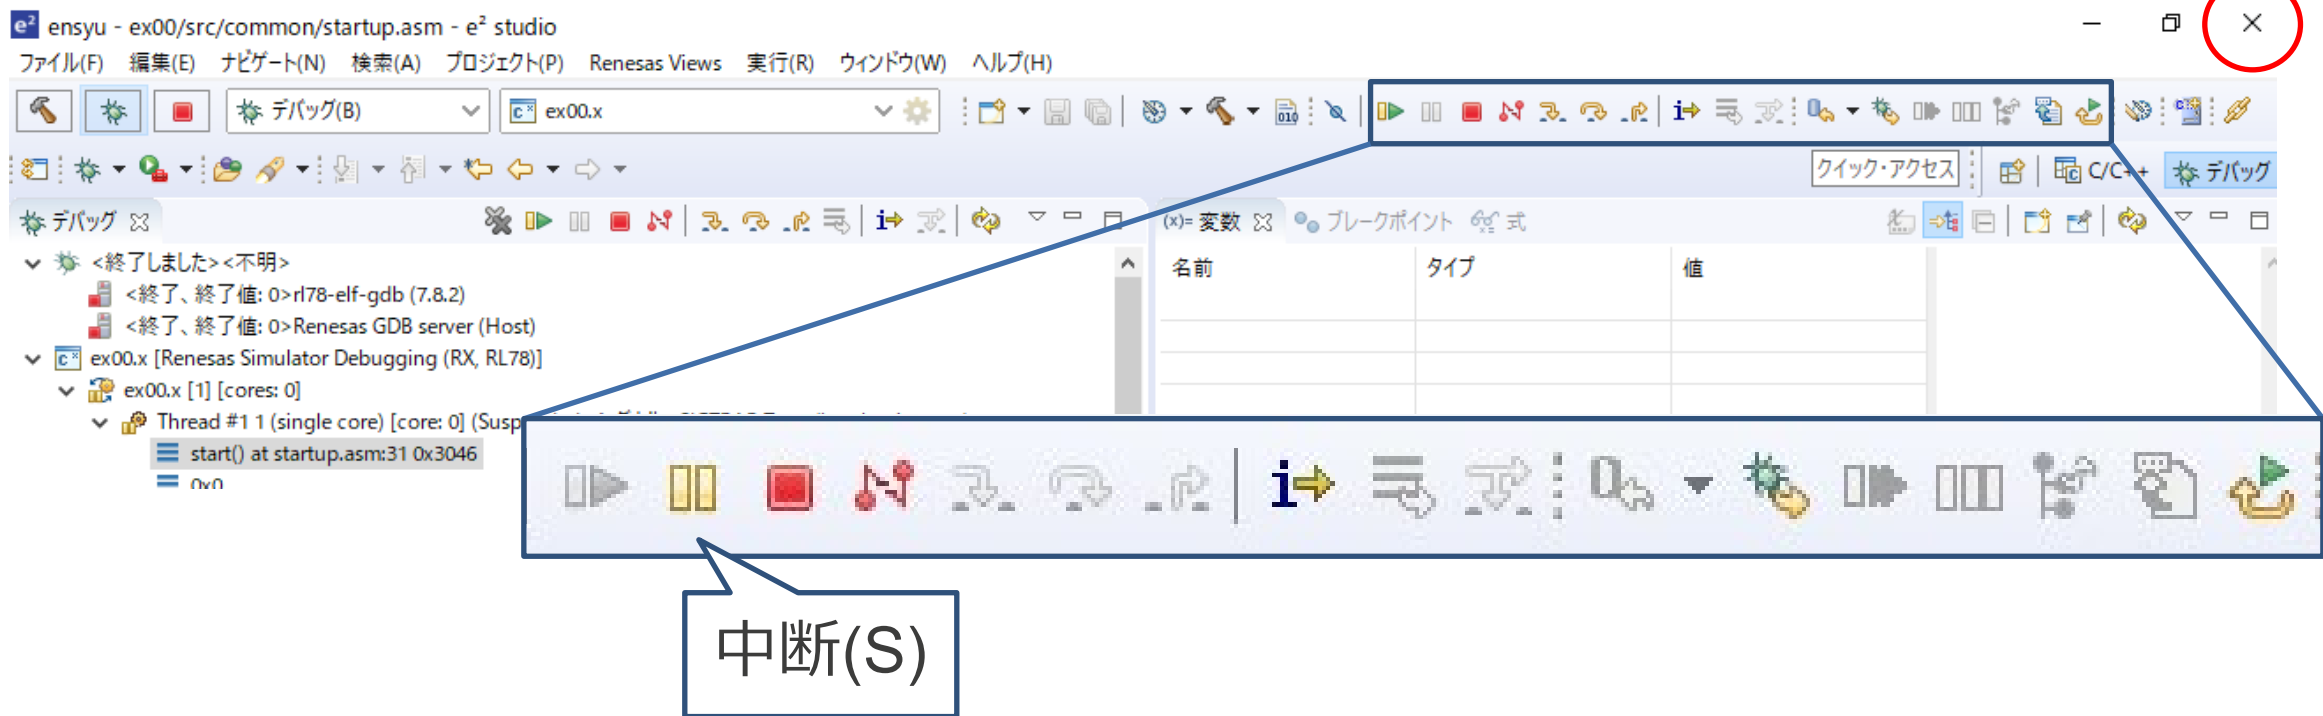 ensyu - ex00/src/common/startup.asm - e² studio
ファイル(F) 編集(E) ナビゲート(N) 検索(A) プロジェクト(P) Renesas Views 実行(R) ウィンドウ(W) ヘルプ(H)
デバッグ(B) ex00.x
クイック・アクセス C/C++ デバッグ
デバッグ (x)= 変数 ブレークポイント 式
<終了しました><不明> 名前 タイプ 値
<終了、終了値: 0>rl78-elf-gdb (7.8.2)
<終了、終了値: 0>Renesas GDB server (Host)
ex00.x [Renesas Simulator Debugging (RX, RL78)]
ex00.x [1] [cores: 0]
Thread #1 1 (single core) [core: 0] (Susp
start() at startup.asm:31 0x3046
0x0
中断(S)